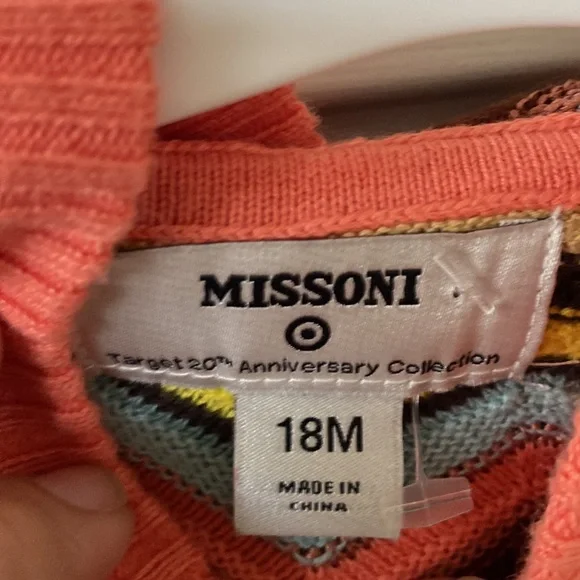 MISSONI
Target 20TH Anniversary Collection
18M
MADE IN
CHINA